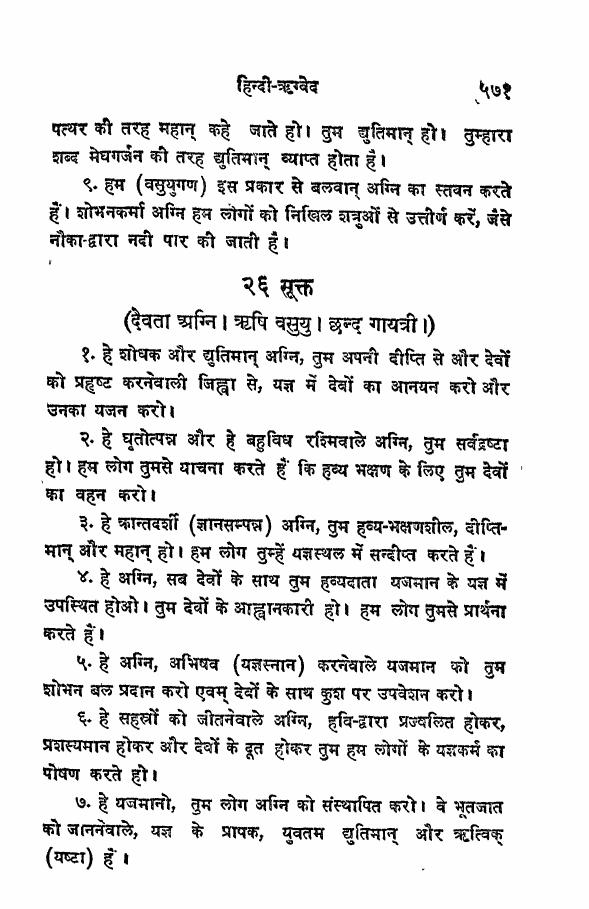 हिन्दी-ऋग्वेद ५७१
पत्थर की तरह महान् कहे जाते हो। तुम द्युतिमान् हो। तुम्हारा
शब्द मेघगर्जन की तरह द्युतिमान् व्याप्त होता है।
९. हम (वसुयुगण) इस प्रकार से बलवान् अग्नि का स्तवन करते
हैं। शोभनकर्मा अग्नि हम लोगों को निखिल शत्रुओं से उत्तीर्ण करें, जैसे
नौका-द्वारा नदी पार की जाती है।
२६ सूक्त
(देवता अग्नि। ऋषि वसुयु। छन्द गायत्री।)
१. हे शोधक और द्युतिमान् अग्नि, तुम अपनी दीप्ति से और देवों
को प्रहृष्ट करनेवाली जिह्वा से, यज्ञ में देवों का आनयन करो और
उनका यजन करो।
२. हे घृतोत्पन्न और हे बहुविध रश्मिवाले अग्नि, तुम सर्वद्रष्टा
हो। हम लोग तुमसे याचना करते हैं कि हव्य भक्षण के लिए तुम देवों
का वहन करो।
३. हे क्रान्तदर्शी (ज्ञानसम्पन्न) अग्नि, तुम हव्य-भक्षणशील, दीप्ति-
मान् और महान् हो। हम लोग तुम्हें यज्ञस्थल में सन्दीप्त करते हैं।
४. हे अग्नि, सब देवों के साथ तुम हव्यदाता यजमान के यज्ञ में
उपस्थित होओ। तुम देवों के आह्वानकारी हो। हम लोग तुमसे प्रार्थना
करते हैं।
५. हे अग्नि, अभिषव (यज्ञस्नान) करनेवाले यजमान को तुम
शोभन बल प्रदान करो एवम् देवों के साथ कुश पर उपवेशन करो।
६. हे सहस्रों को जीतनेवाले अग्नि, हवि-द्वारा प्रज्वलित होकर,
प्रशस्यमान होकर और देवों के दूत होकर तुम हम लोगों के यज्ञकर्म का
पोषण करते हो।
७. हे यजमानो, तुम लोग अग्नि को संस्थापित करो। वे भूतजात
को जाननेवाले, यज्ञ के प्रापक, युवतम द्युतिमान् और ऋत्विक्
(यष्टा) हैं।